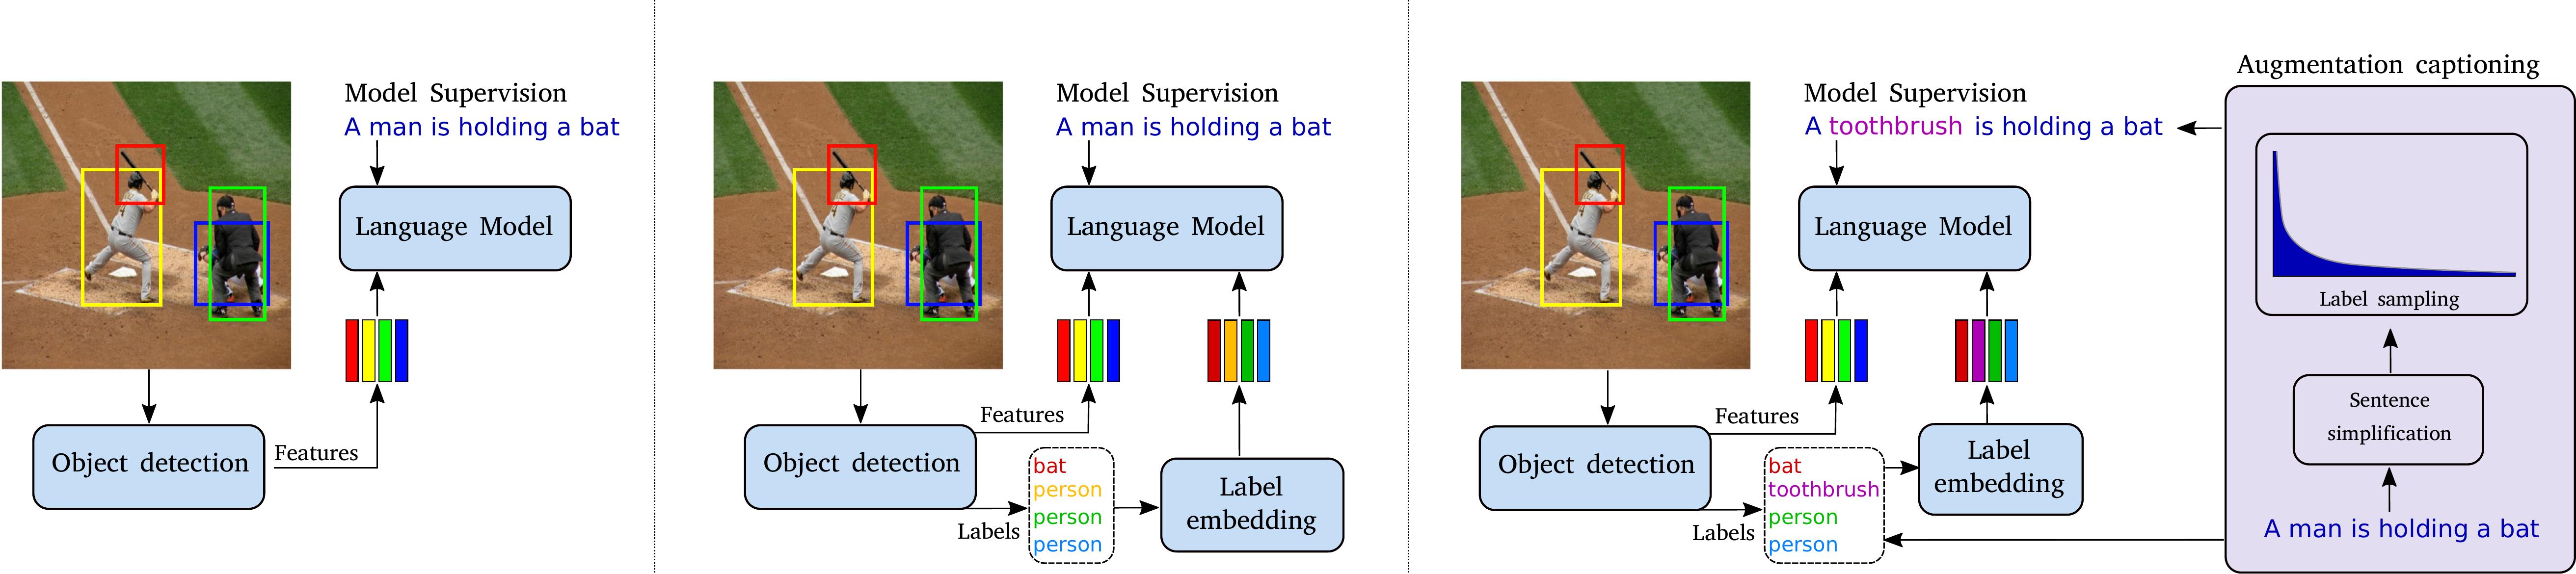 Model Supervision
A man is holding a bat
Language Model
Object detection
Features
Model Supervision
A man is holding a bat
Language Model
Features
Object detection
Labels
bat
person
person
person
Label
embedding
Model Supervision
A toothbrush is holding a bat
Language Model
Features
Object detection
Labels
bat
toothbrush
person
person
Label
embedding
Augmentation captioning
Label sampling
Sentence
simplification
A man is holding a bat